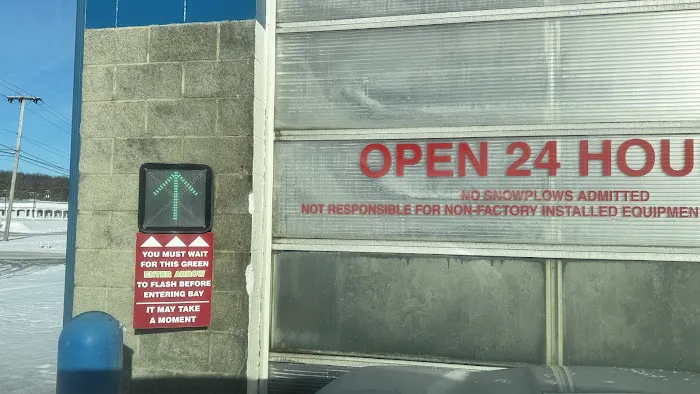 OPEN 24 HOU
NO SNOWPLOWS ADMITTED
NOT RESPONSIBLE FOR NON-FACTORY INSTALLED EQUIPMEN
YOU MUST WAIT
FOR THIS GREEN
ENTER ARROW
TO FLASH BEFORE
ENTERING BAY
IT MAY TAKE
A MOMENT